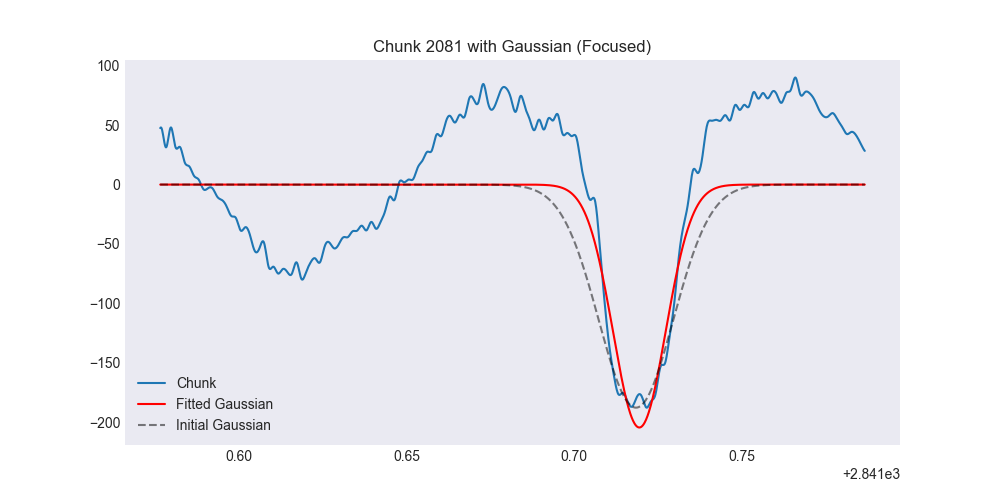 Chunk 2081 with Gaussian (Focused)
100
50
0
−50
−100
−150
−200
Chunk
Fitted Gaussian
Initial Gaussian
0.60 0.65 0.70 0.75
+2.841e3